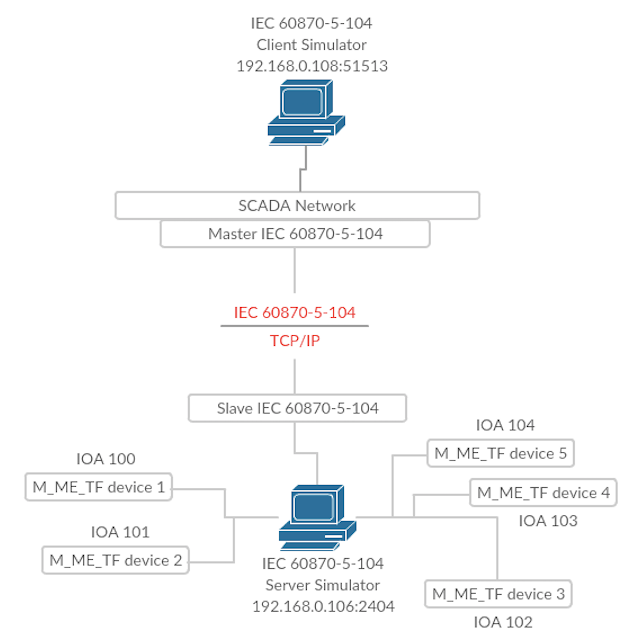 IEC 60870-5-104
Client Simulator
192.168.0.108:51513
SCADA Network
Master IEC 60870-5-104
IEC 60870-5-104
TCP/IP
Slave IEC 60870-5-104
IOA 100
M_ME_TF device 1
IOA 101
M_ME_TF device 2
IEC 60870-5-104
Server Simulator
192.168.0.106:2404
IOA 104
M_ME_TF device 5
M_ME_TF device 4
IOA 103
M_ME_TF device 3
IOA 102